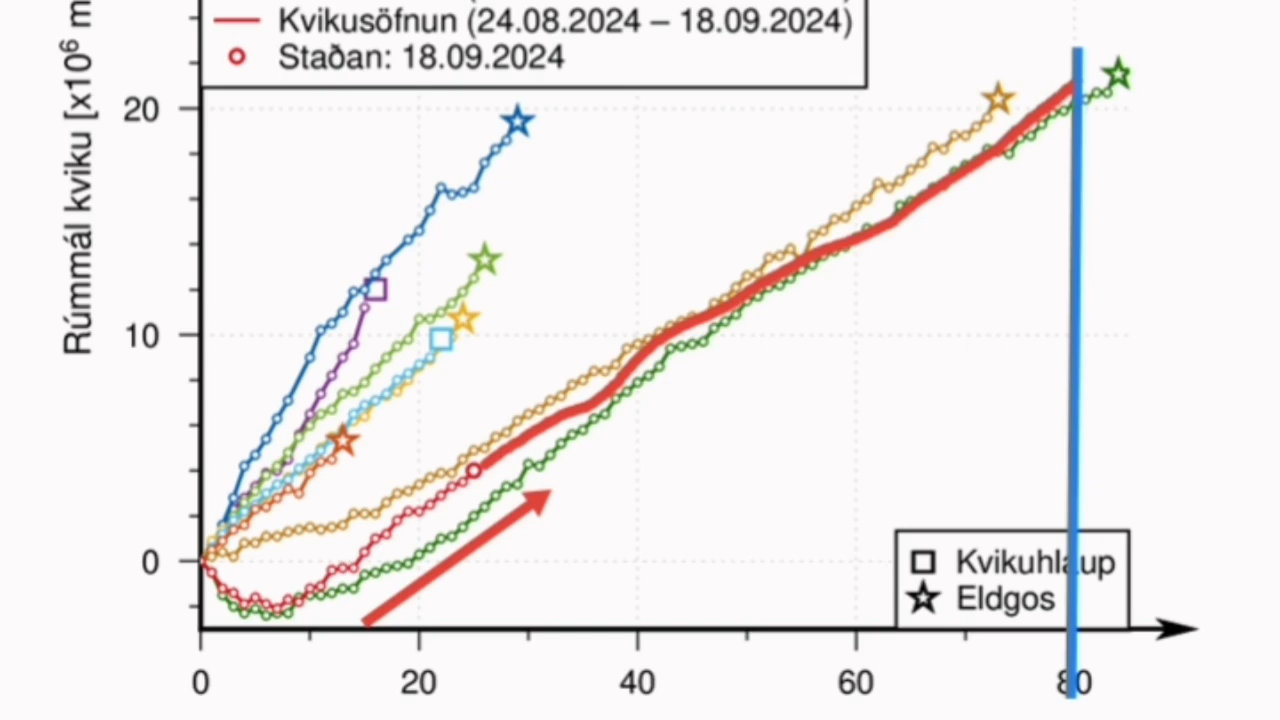 Kvikusöfnun (24.08.2024 – 18.09.2024)
Staðan: 18.09.2024
Rúmmál kviku [x10⁶ m
20
10
0
Kvikuhlaup
Eldgos
0 20 40 60 80